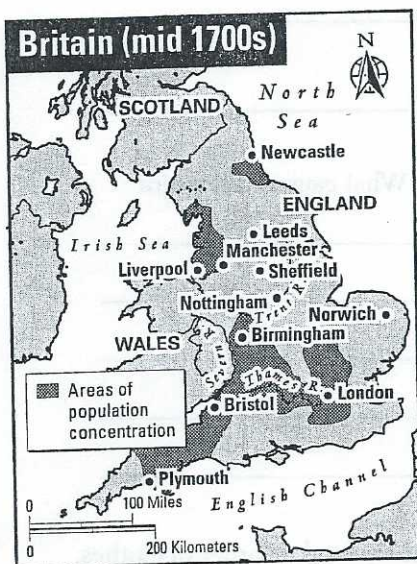 Britain (mid 1700s)
N
SCOTLAND
North
Sea
Newcastle
What
ENGLAND
Irish Sea
Leeds
Manchester
Liverpool
Sheffield
Nottingham
Trent R.
Norwich
WALES
Severn R.
Birmingham
Thames R.
London
Areas of
population
concentration
Bristol
Plymouth
English Channel
0 100 Miles
0 200 Kilometers